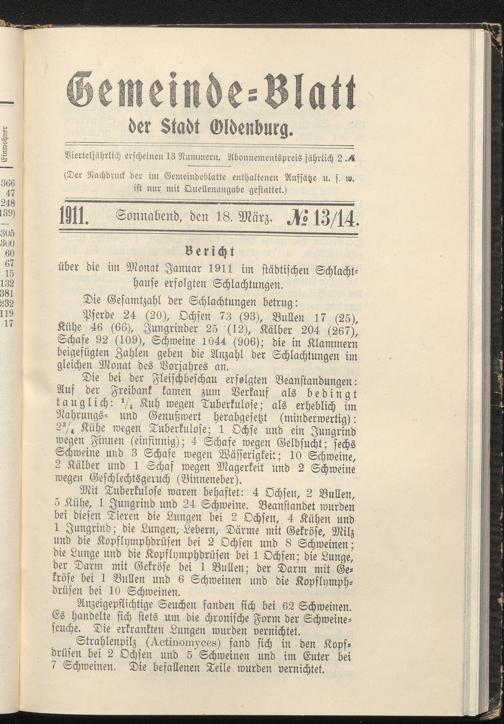 Einwohner
366
47
248
139)
305
300
60
67
15
132
381
232
119
17
Gemeinde-Blatt
der Stadt Oldenburg.
Vierteljährlich erscheinen 13 Nummern. Abonnementspreis jährlich 2 ℳ
(Der Nachdruck der im Gemeindeblatte enthaltenen Aufsätze u. s. w.
ist nur mit Quellenangabe gestattet.)
1911. Sonnabend, den 18. März. № 13/14.
Bericht
über die im Monat Januar 1911 im städtischen Schlacht-
hause erfolgten Schlachtungen.
Die Gesamtzahl der Schlachtungen betrug:
Pferde 24 (20), Ochsen 73 (93), Bullen 17 (25),
Kühe 46 (66), Jungrinder 25 (12), Kälber 204 (267),
Schafe 92 (109), Schweine 1044 (906); die in Klammern
beigefügten Zahlen geben die Anzahl der Schlachtungen im
gleichen Monat des Vorjahres an.
Die bei der Fleischbeschau erfolgten Beanstandungen:
Auf der Freibank kamen zum Verkauf als bedingt
tauglich: ¹/₄ Kuh wegen Tuberkulose; als erheblich im
Nahrungs- und Genußwert herabgesetzt (minderwertig):
2³/₄ Kühe wegen Tuberkulose; 1 Ochse und ein Jungrind
wegen Finnen (einfinnig); 4 Schafe wegen Gelbsucht; sechs
Schweine und 3 Schafe wegen Wässerigkeit; 10 Schweine,
2 Kälber und 1 Schaf wegen Magerkeit und 2 Schweine
wegen Geschlechtsgeruch (Binneneber).
Mit Tuberkulose waren behaftet: 4 Ochsen, 2 Bullen,
5 Kühe, 1 Jungrind und 24 Schweine. Beanstandet wurden
bei diesen Tieren die Lungen bei 2 Ochsen, 4 Kühen und
1 Jungrind; die Lungen, Lebern, Därme mit Gekröse, Milz
und die Kopflymphdrüsen bei 2 Ochsen und 8 Schweinen;
die Lunge und die Kopflymphdrüsen bei 1 Ochsen; die Lunge,
der Darm mit Gekröse bei 1 Bullen; der Darm mit Ge-
kröse bei 1 Bullen und 6 Schweinen und die Kopflymph-
drüsen bei 10 Schweinen.
Anzeigepflichtige Seuchen fanden sich bei 62 Schweinen.
Es handelte sich stets um die chronische Form der Schweine-
seuche. Die erkrankten Lungen wurden vernichtet.
Strahlenpilz (Actinomyces) fand sich in den Kopf-
drüsen bei 2 Ochsen und 5 Schweinen und im Euter bei
7 Schweinen. Die befallenen Teile wurden vernichtet.